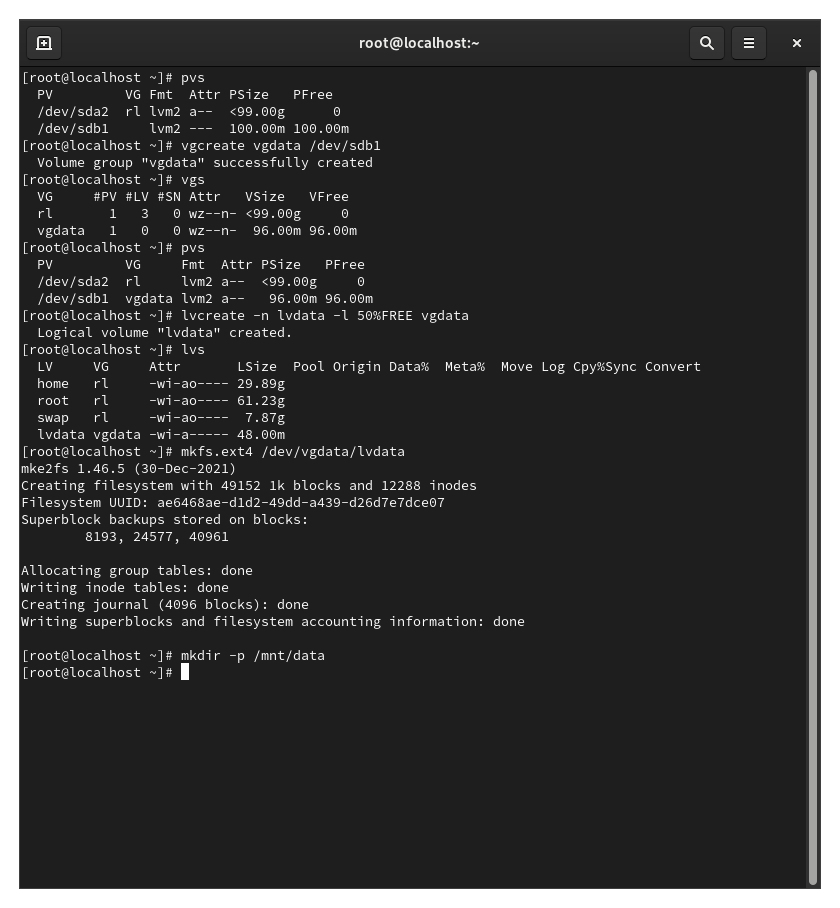 root@localhost:~
[root@localhost ~]# pvs
  PV         VG Fmt  Attr PSize   PFree
  /dev/sda2  rl lvm2 a--  <99.00g      0
  /dev/sdb1     lvm2 ---  100.00m 100.00m
[root@localhost ~]# vgcreate vgdata /dev/sdb1
  Volume group "vgdata" successfully created
[root@localhost ~]# vgs
  VG     #PV #LV #SN Attr   VSize   VFree
  rl       1   3   0 wz--n- <99.00g     0
  vgdata   1   0   0 wz--n-  96.00m 96.00m
[root@localhost ~]# pvs
  PV         VG     Fmt  Attr PSize   PFree
  /dev/sda2  rl     lvm2 a--  <99.00g     0
  /dev/sdb1  vgdata lvm2 a--   96.00m 96.00m
[root@localhost ~]# lvcreate -n lvdata -l 50%FREE vgdata
  Logical volume "lvdata" created.
[root@localhost ~]# lvs
  LV     VG     Attr       LSize  Pool Origin Data%  Meta%  Move Log Cpy%Sync Convert
  home   rl     -wi-ao---- 29.89g
  root   rl     -wi-ao---- 61.23g
  swap   rl     -wi-ao----  7.87g
  lvdata vgdata -wi-a----- 48.00m
[root@localhost ~]# mkfs.ext4 /dev/vgdata/lvdata
mke2fs 1.46.5 (30-Dec-2021)
Creating filesystem with 49152 1k blocks and 12288 inodes
Filesystem UUID: ae6468ae-d1d2-49dd-a439-d26d7e7dce07
Superblock backups stored on blocks:
        8193, 24577, 40961

Allocating group tables: done
Writing inode tables: done
Creating journal (4096 blocks): done
Writing superblocks and filesystem accounting information: done

[root@localhost ~]# mkdir -p /mnt/data
[root@localhost ~]#